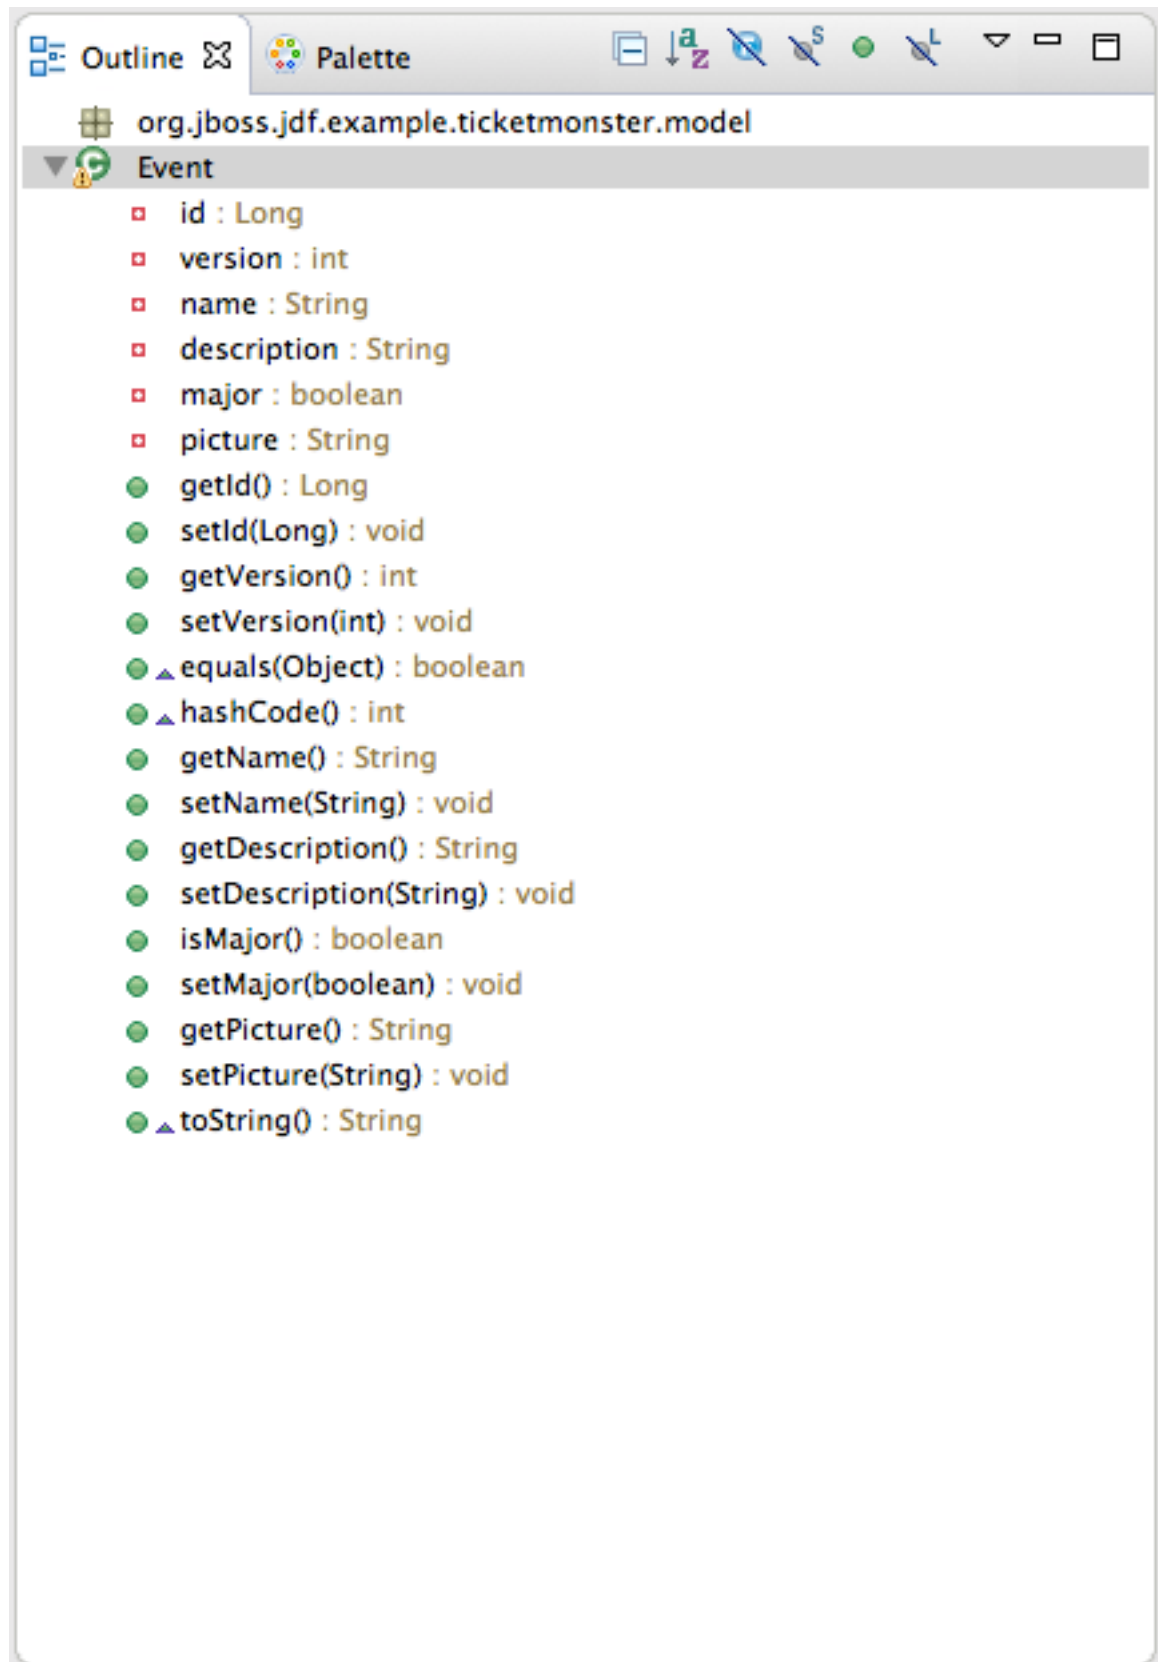 Outline Palette
org.jboss.jdf.example.ticketmonster.model
Event
id : Long
version : int
name : String
description : String
major : boolean
picture : String
getId() : Long
setId(Long) : void
getVersion() : int
setVersion(int) : void
equals(Object) : boolean
hashCode() : int
getName() : String
setName(String) : void
getDescription() : String
setDescription(String) : void
isMajor() : boolean
setMajor(boolean) : void
getPicture() : String
setPicture(String) : void
toString() : String